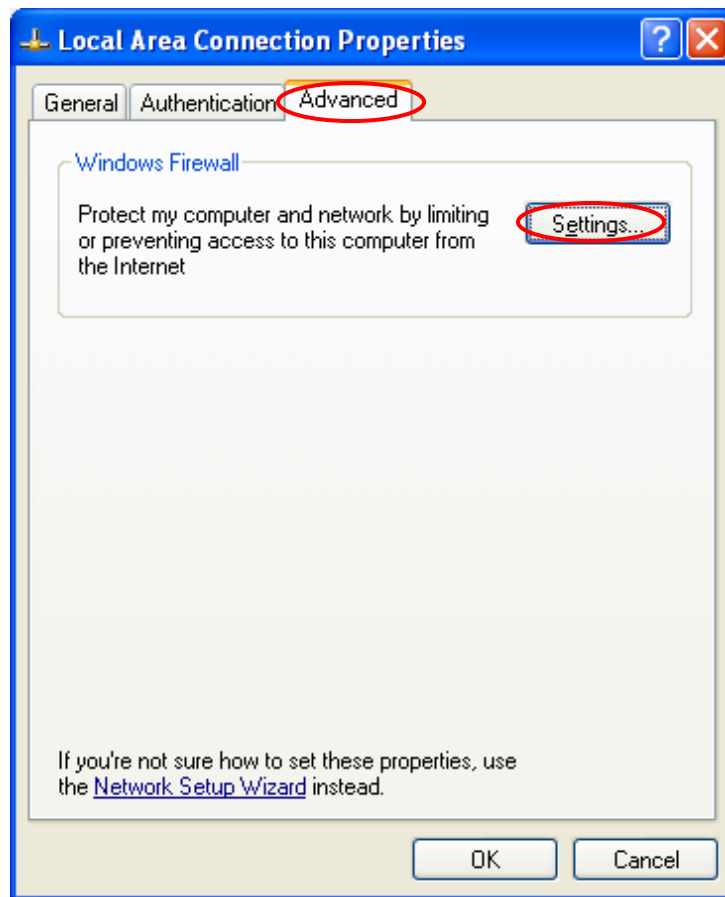 Local Area Connection Properties
?
General Authentication Advanced
Windows Firewall
Protect my computer and network by limiting
or preventing access to this computer from
the Internet
Settings...
If you're not sure how to set these properties, use
the Network Setup Wizard instead.
OK Cancel